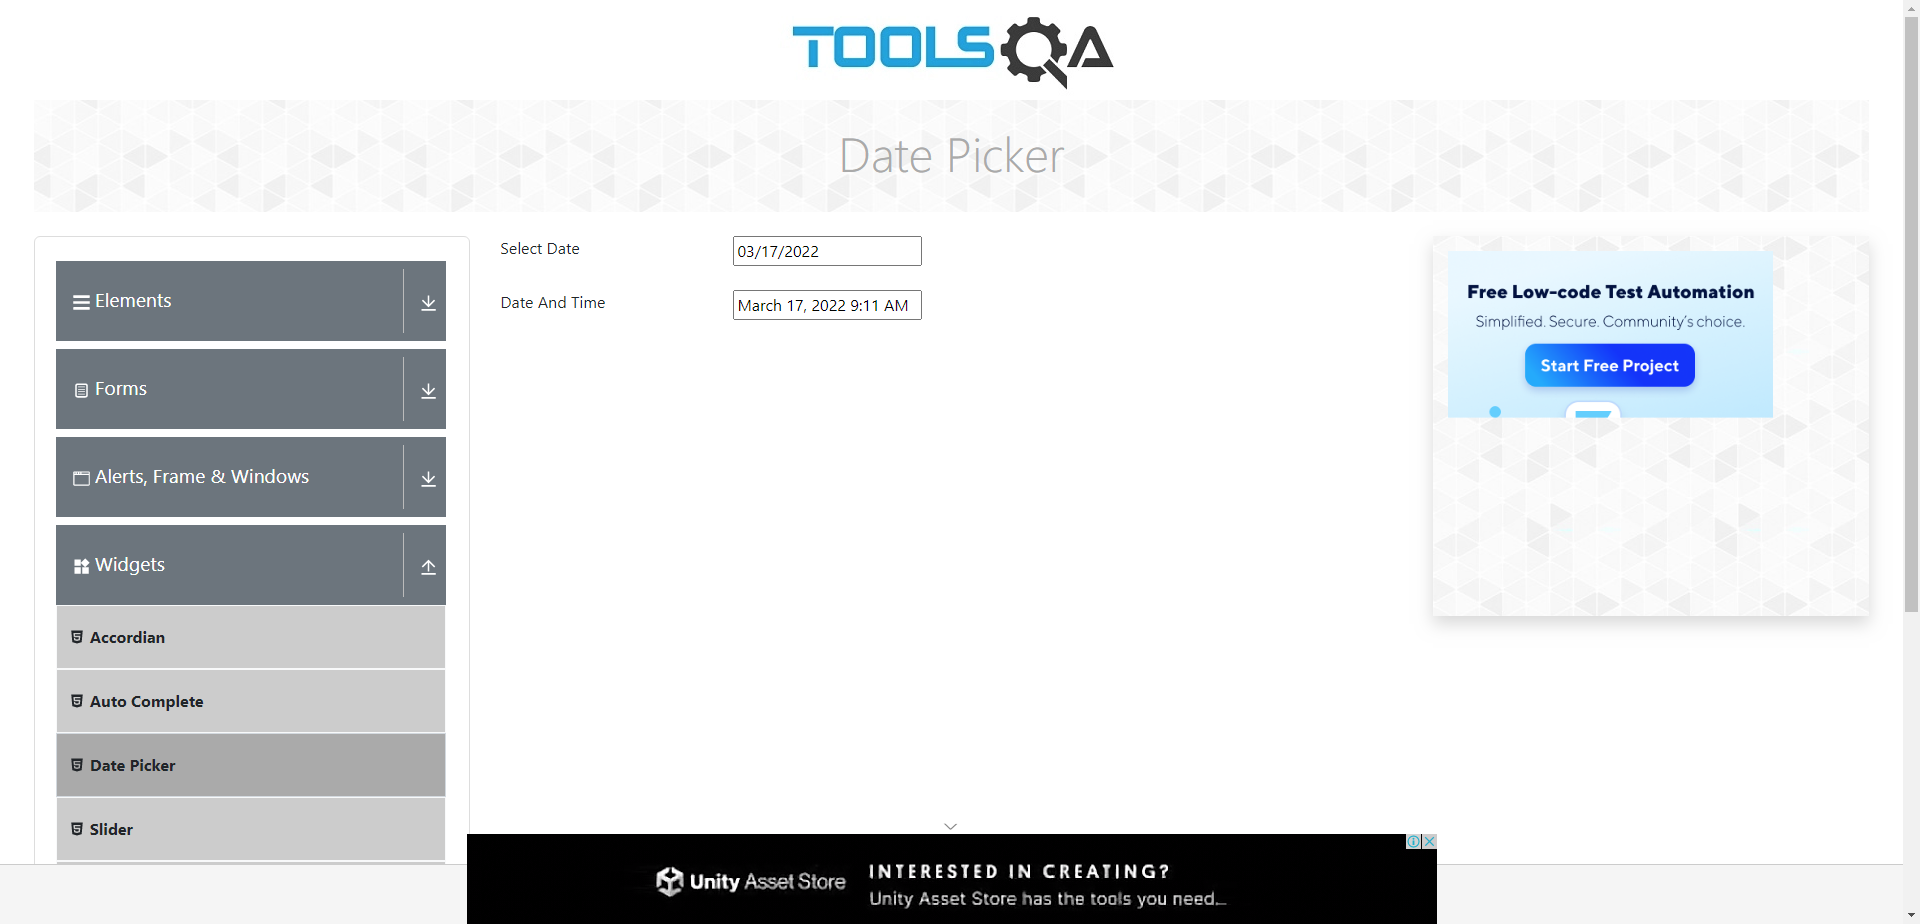 TOOLSQA
Date Picker
Elements
Forms
Alerts, Frame & Windows
Widgets
Accordian
Auto Complete
Date Picker
Slider
Select Date
03/17/2022
Date And Time
March 17, 2022 9:11 AM
Free Low-code Test Automation
Simplified. Secure. Community's choice.
Start Free Project
Unity Asset Store
INTERESTED IN CREATING?
Unity Asset Store has the tools you need...